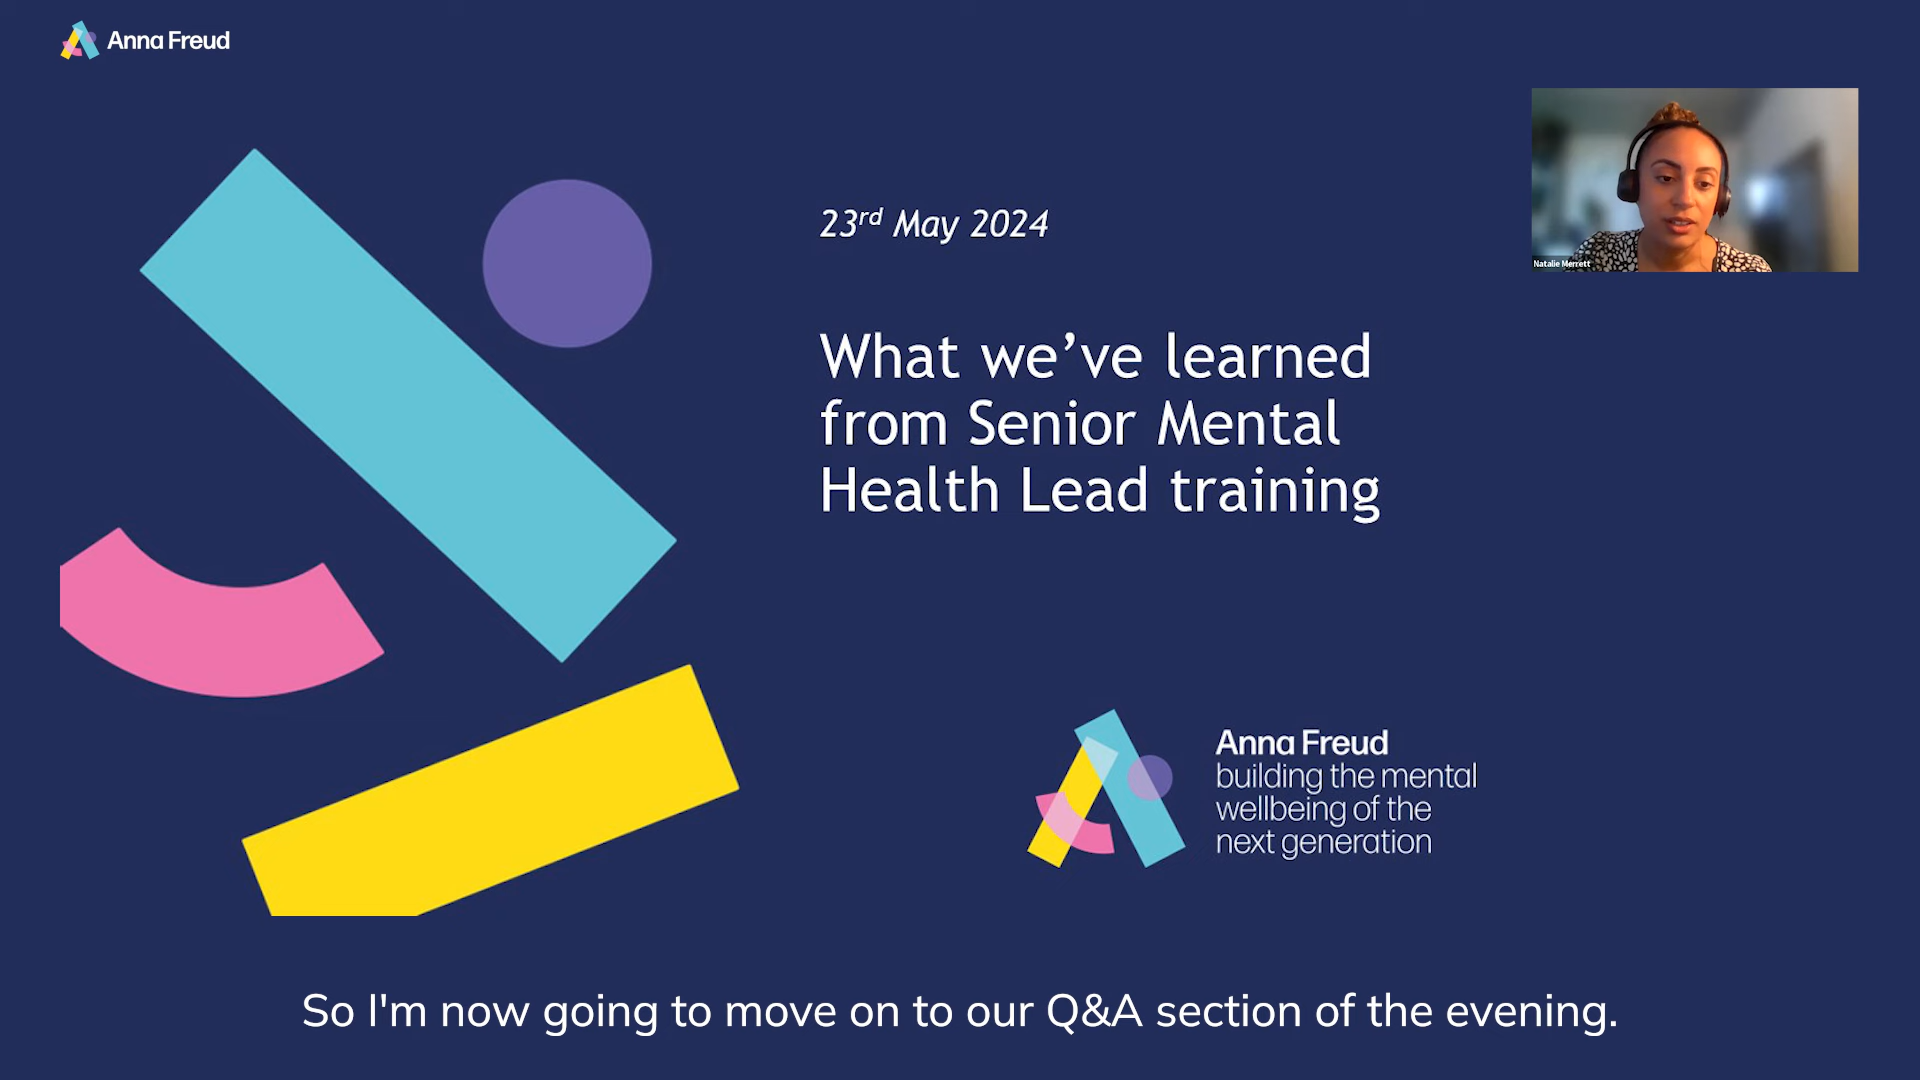 Anna Freud
23rd May 2024
Natalie Merrett
What we’ve learned
from Senior Mental
Health Lead training
Anna Freud
building the mental
wellbeing of the
next generation
So I'm now going to move on to our Q&A section of the evening.